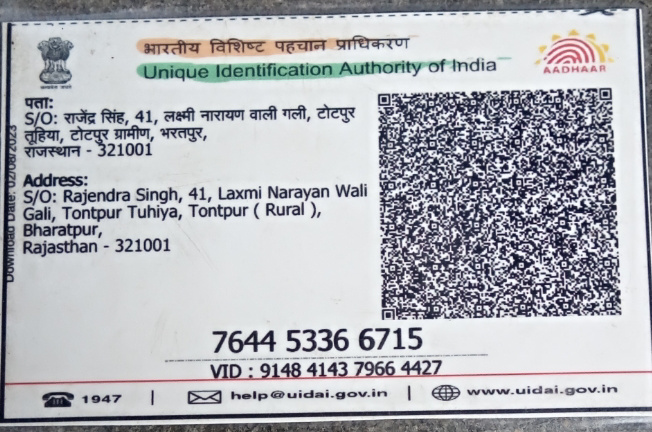 भारतीय विशिष्ट पहचान प्राधिकरण
Unique Identification Authority of India
AADHAAR
पता:
S/O: राजेंद्र सिंह, 41, लक्ष्मी नारायण वाली गली, टोटपुर
तूहिया, टोटपुर ग्रामीण, भरतपुर,
राजस्थान - 321001
Address:
S/O: Rajendra Singh, 41, Laxmi Narayan Wali
Gali, Tontpur Tuhiya, Tontpur ( Rural ),
Bharatpur,
Rajasthan - 321001
Download Date: 02/08/2023
7644 5336 6715
VID : 9148 4143 7966 4427
1947 | help@uidai.gov.in | www.uidai.gov.in